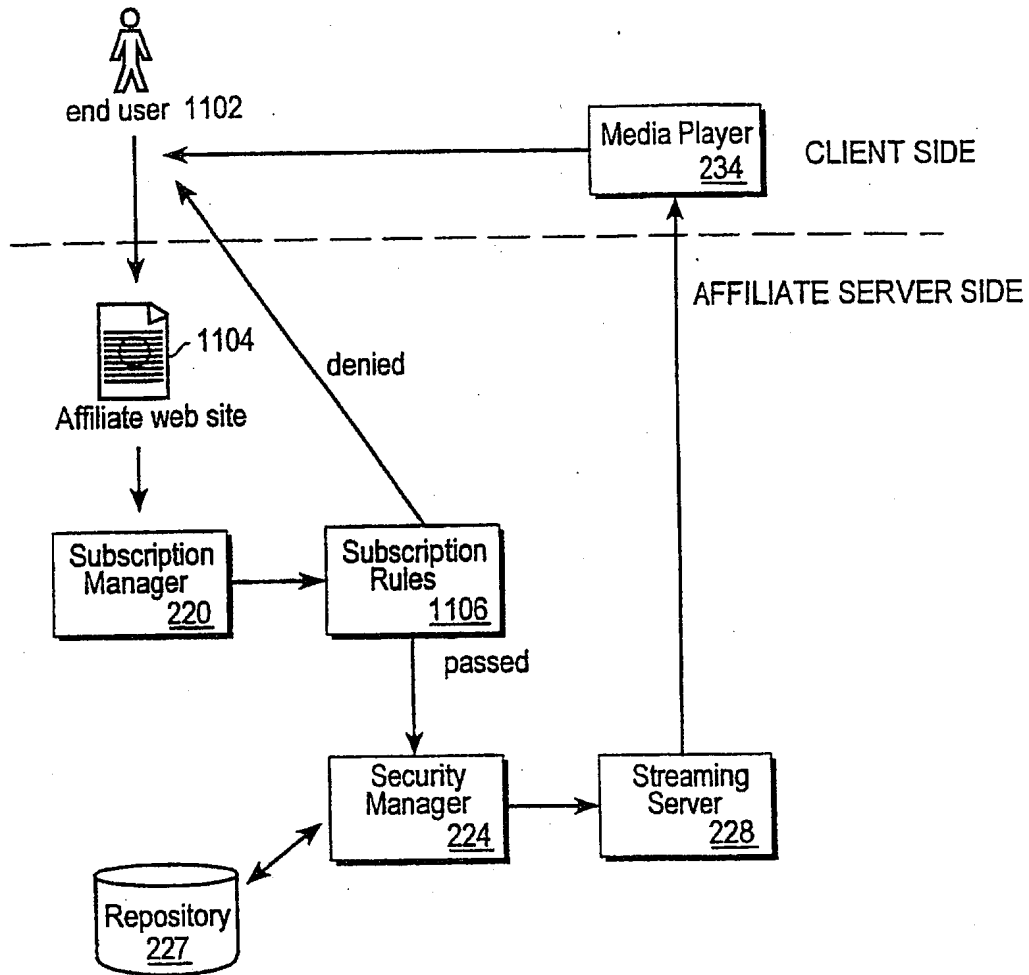 end user 1102
Media Player
234
CLIENT SIDE
AFFILIATE SERVER SIDE
1104
denied
Affiliate web site
Subscription
Manager
220
Subscription
Rules
1106
passed
Security
Manager
224
Streaming
Server
228
Repository
227